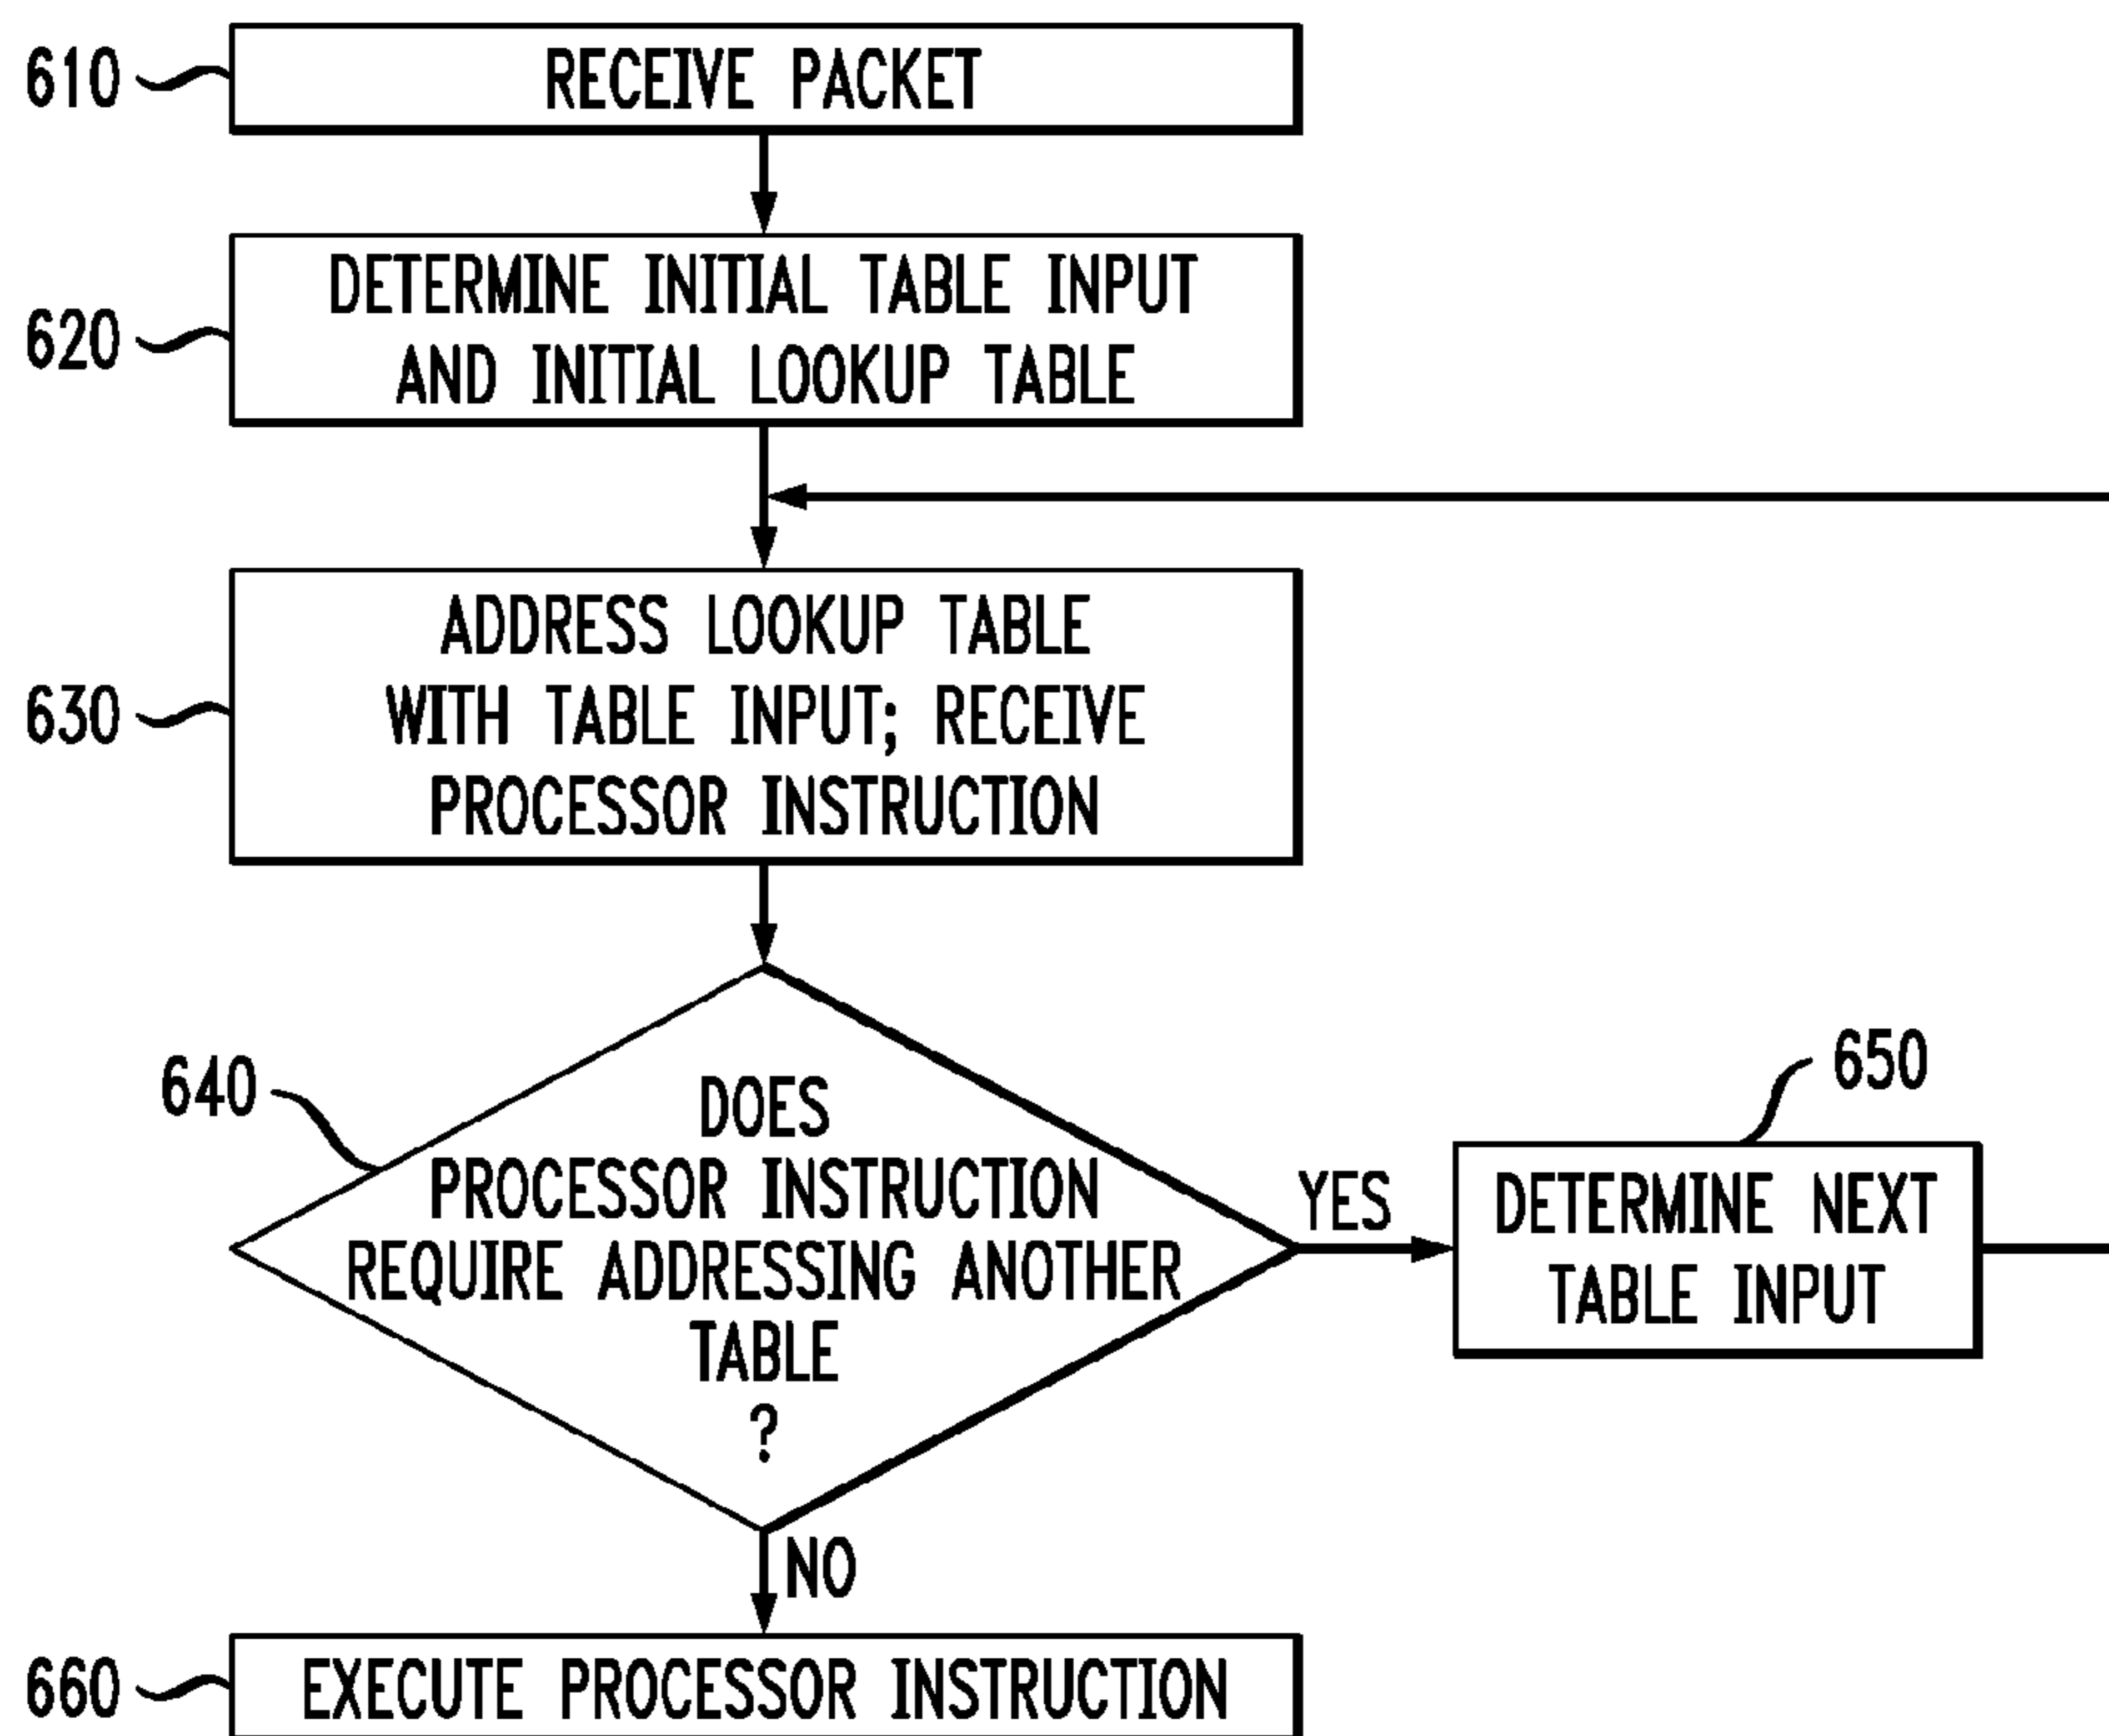 610
RECEIVE PACKET
620
DETERMINE INITIAL TABLE INPUT
AND INITIAL LOOKUP TABLE
630
ADDRESS LOOKUP TABLE
WITH TABLE INPUT; RECEIVE
PROCESSOR INSTRUCTION
640
DOES
PROCESSOR INSTRUCTION
REQUIRE ADDRESSING ANOTHER
TABLE
?
YES
650
DETERMINE NEXT
TABLE INPUT
NO
660
EXECUTE PROCESSOR INSTRUCTION